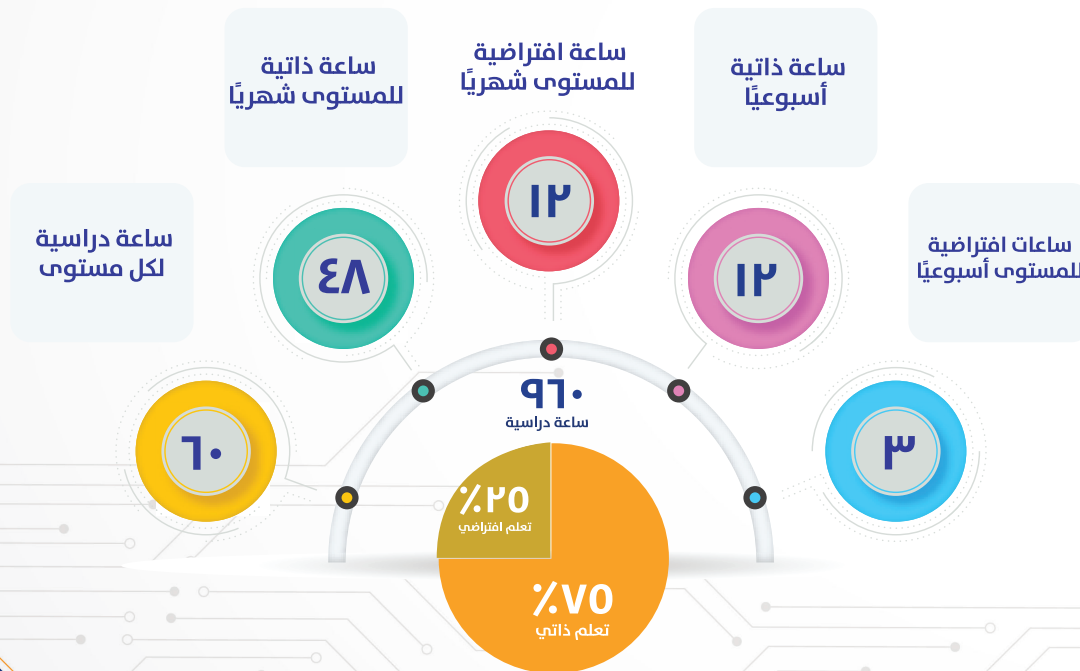 ساعات افتراضية
للمستوى أسبوعيًا
٣
ساعة ذاتية
أسبوعيًا
١٢
ساعة افتراضية
للمستوى شهريًا
١٢
ساعة ذاتية
للمستوى شهريًا
٤٨
ساعة دراسية
لكل مستوى
٦٠
٩٦٠
ساعة دراسية
٢٥٪
تعلم افتراضي
٧٥٪
تعلم ذاتي